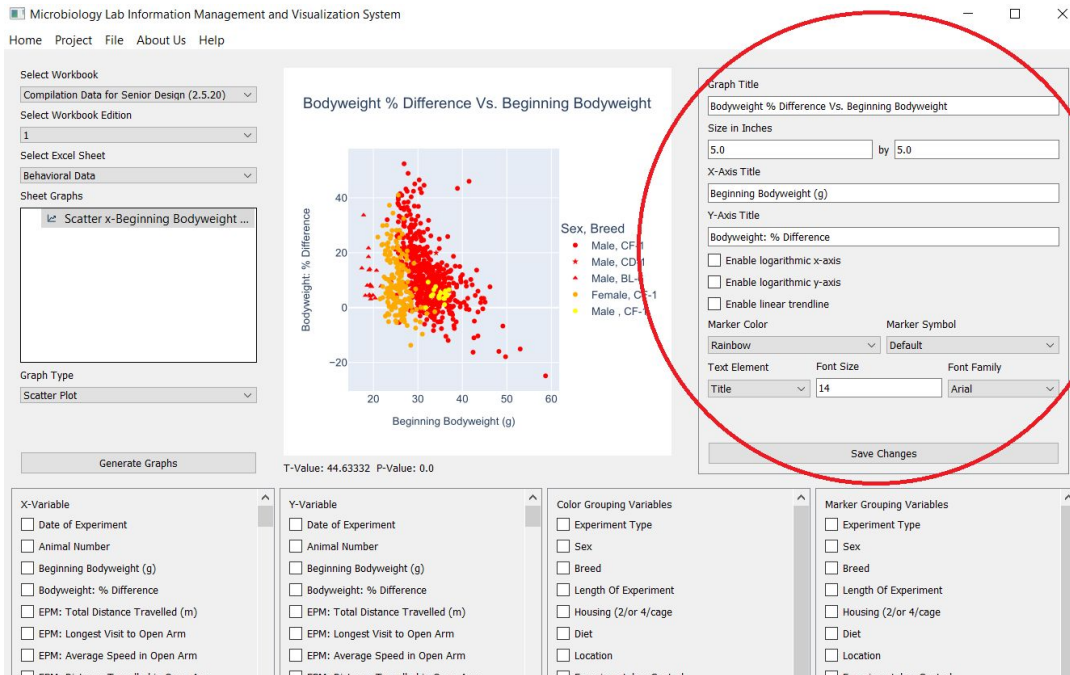 Microbiology Lab Information Management and Visualization System
Home Project File About Us Help
Select Workbook
Compilation Data for Senior Design (2.5.20)
Select Workbook Edition
1
Select Excel Sheet
Behavioral Data
Sheet Graphs
Scatter x-Beginning Bodyweight ...
Graph Type
Scatter Plot
Generate Graphs
Bodyweight % Difference Vs. Beginning Bodyweight
Bodyweight: % Difference
40
20
0
−20
20 30 40 50 60
Beginning Bodyweight (g)
Sex, Breed
Male, CF-1
Male, CD-1
Male,
Female, CF-1
Male , CF-1
T-Value: 44.63332 P-Value: 0.0
Graph Title
Bodyweight % Difference Vs. Beginning Bodyweight
Size in Inches
5.0 by 5.0
X-Axis Title
Beginning Bodyweight (g)
Y-Axis Title
Bodyweight: % Difference
Enable logarithmic x-axis
Enable logarithmic y-axis
Enable linear trendline
Marker Color Marker Symbol
Rainbow Default
Text Element Font Size Font Family
Title 14 Arial
Save Changes
X-Variable
Date of Experiment
Animal Number
Beginning Bodyweight (g)
Bodyweight: % Difference
EPM: Total Distance Travelled (m)
EPM: Longest Visit to Open Arm
EPM: Average Speed in Open Arm
Y-Variable
Date of Experiment
Animal Number
Beginning Bodyweight (g)
Bodyweight: % Difference
EPM: Total Distance Travelled (m)
EPM: Longest Visit to Open Arm
EPM: Average Speed in Open Arm
Color Grouping Variables
Experiment Type
Sex
Breed
Length Of Experiment
Housing (2/or 4/cage
Diet
Location
Marker Grouping Variables
Experiment Type
Sex
Breed
Length Of Experiment
Housing (2/or 4/cage
Diet
Location